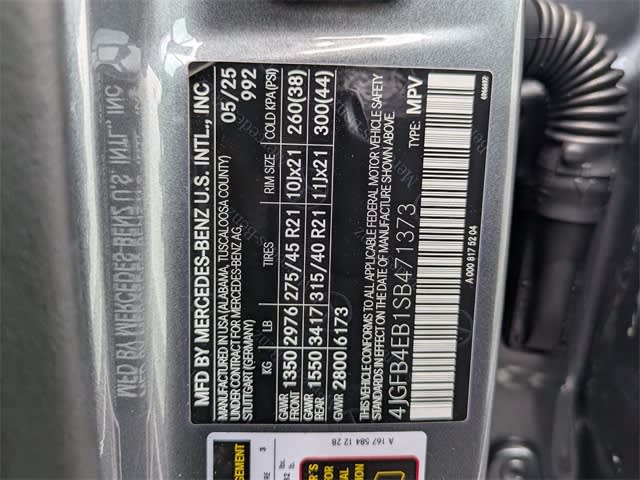 MFD BY MERCEDES-BENZ U.S. INTL., INC
MADE IN USA (ALABAMA, TUSCALOOSA COUNTY) 05/25
UNDER CONTRACT FOR MERCEDES-BENZ AG, 992
STUTTGART (GERMANY)
KG LB TIRES RIM SIZE COLD KPA (PSI)
GAWR FRONT 1350 2976 275/45 R21 10Jx21 260(38)
GAWR REAR 1550 3417 315/40 R21 11Jx21 300(44)
GVWR 2800 6173
THIS VEHICLE CONFORMS TO ALL APPLICABLE FEDERAL MOTOR VEHICLE SAFETY
STANDARDS IN EFFECT ON THE DATE OF MANUFACTURE SHOWN ABOVE.
4JGFB4EB1SB471373 TYPE: MPV
A 000 817 52 04
A 167 584 12 28